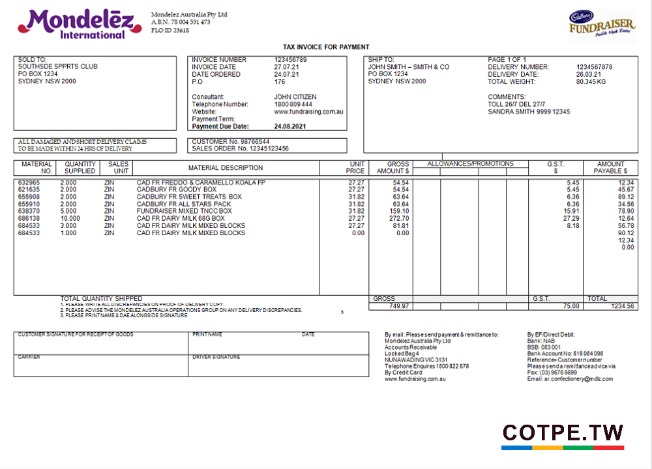 Mondelēz
International
Mondelez Australia Pty Ltd
A.B.N. 78 004 551 473
FLO ID 25615
Cadbury
FUNDRAISER
TAX INVOICE FOR PAYMENT
SOLD TO:
SOUTHSDE SPPRTS CLUB
PO BOX 1234
SYDNEY NSW 2000
INVOICE NUMBER 123456789
INVOICE DATE 27.07.21
DATE ORDERED 24.07.21
P.O 176
Consultant: JOHN CITIZEN
Telephone Number: 1800 809 444
Website: www.fundraising.com.au
Payment Term:
Payment Due Date: 24.08.2021
SHIP TO:
JOHN SMITH – SMITH & CO
PO BOX 1234
SYDNEY NSW 2000
PAGE 1 OF 1
DELIVERY NUMBER: 1234567878
DELIVERY DATE: 26.03.21
TOTAL WEIGHT: 80.345 KG
COMMENTS:
TOLL 26/7 DEL 27/7
SANDRA SMITH 9999 12345
ALL DAMAGED AND SHORT DELIVERY CLAIMS
TO BE MADE WITHIN 24 HRS OF DELIVERY
CUSTOMER No. 98766544
SALES ORDER No. 12345123456
MATERIAL NO. QUANTITY SUPPLIED SALES UNIT MATERIAL DESCRIPTION UNIT PRICE GROSS AMOUNT $ ALLOWANCES/PROMOTIONS G.S.T. $ AMOUNT PAYABLE $
632965 2.000 ZIN CAD FR FREDDO & CARAMELLO KOALA FP 27.27 54.54 5.45 12.34
621635 2.000 ZIN CADBURY FR GOODY BOX 27.27 54.54 5.45 45.67
655908 2.000 ZIN CADBURY FR SWEET TREATS BOX 31.82 63.64 6.36 89.12
655910 2.000 ZIN CADBURY FR ALL STARS PACK 31.82 63.64 6.36 34.56
638370 5.000 ZIN FUNDRAISER MIXED TNCC BOX 31.82 159.10 15.91 78.90
686138 10.000 ZIN CAD FR DAIRY MILK 68G BOX 27.27 272.70 27.29 12.64
684533 3.000 ZIN CAD FR DAIRY MILK MIXED BLOCKS 27.27 81.81 8.18 56.78
684533 1.000 ZIN CAD FR DAIRY MILK MIXED BLOCKS 0.00 0.00 90.12
12.34
0.00
TOTAL QUANTITY SHIPPED
1. PLEASE WRITE ALL DISCREPANCIES ON PROOF OF DELIVERY COPY.
2. PLEASE ADVISE THE MONDELEZ AUSTRALIA OPERATIONS GROUP ON ANY DELIVERY DISCREPANCIES.
3. PLEASE PRINT NAME & DAE ALONGSIDE SIGNATURE
GROSS G.S.T. TOTAL
749.97 75.00 1234.56
CUSTOMER SIGNATURE FOR RECEIPT OF GOODS PRINT NAME DATE
CARRIER DRIVER SIGNATURE
By mail: Please send payment & remittance to:
Mondelez Australia Pty Ltd
Accounts Receivable
Locked Bag 4
NUNAWADING VIC 3131
Telephone Enquires 1800 822 678
By Credit Card
www.fundraising.com.au
By EF/Direct Debit:
Bank: NAB
BSB: 083 001
Bank Account No: 516 084 098
Reference= Customer number
Please send a remittance advice via
Fax: (03) 9676 5699
Email: ar.confectionery@mdlz.com
COTPE.TW